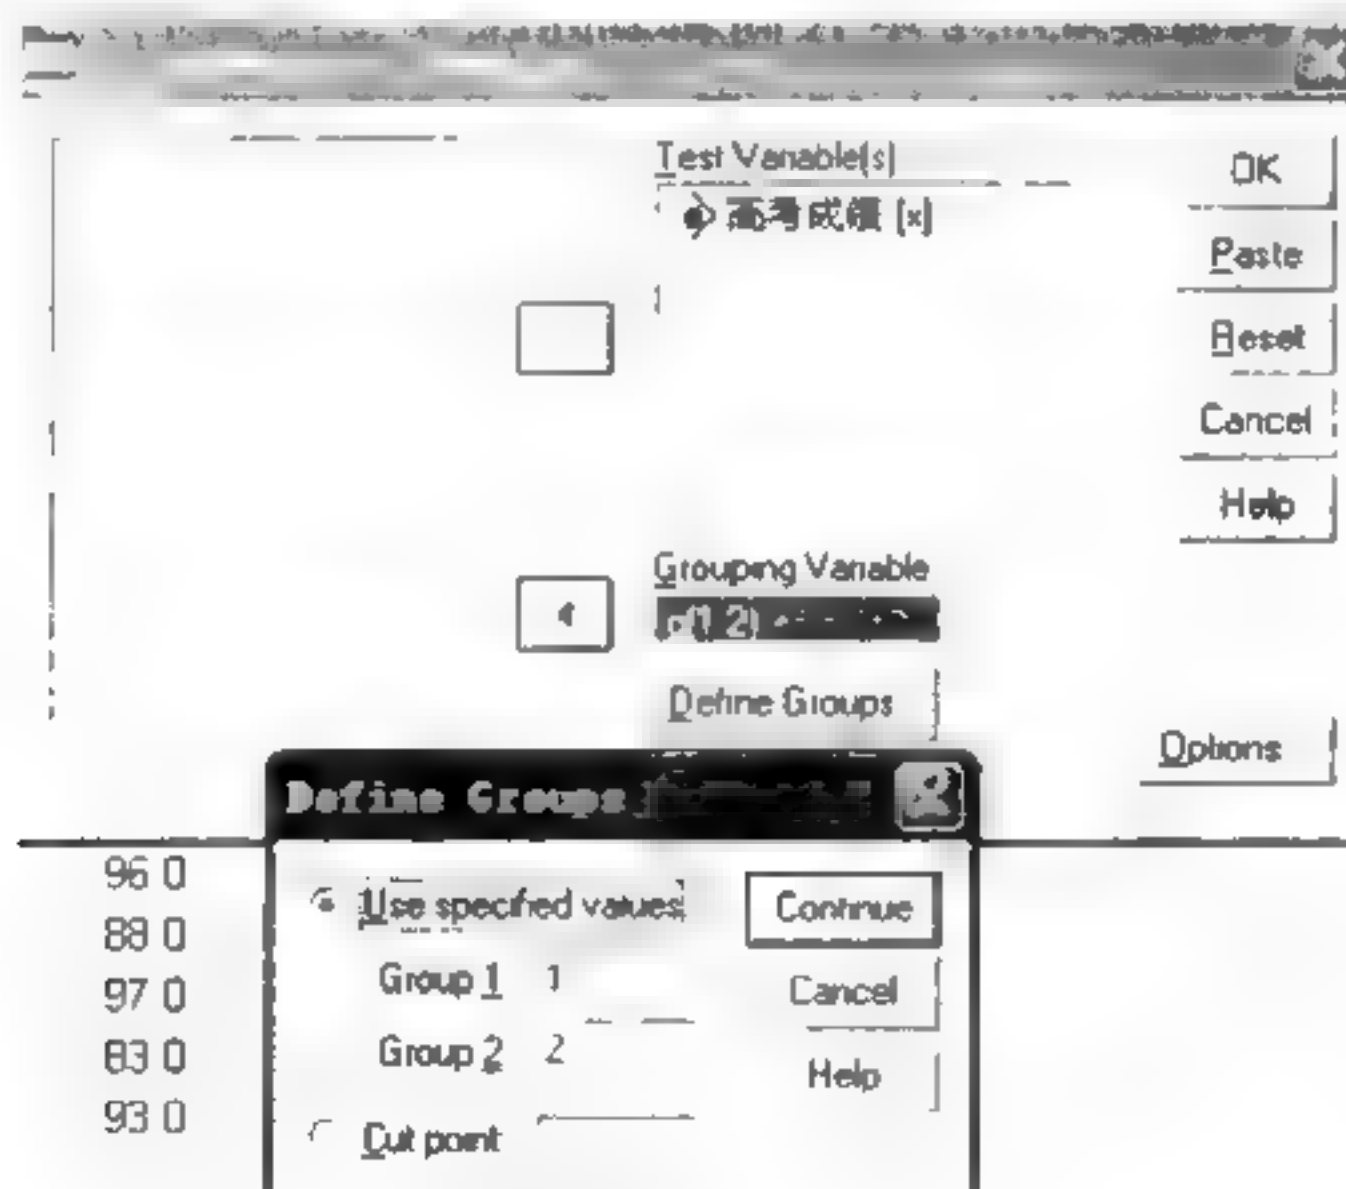 Test Variable(s)
高考成绩 [x]
OK
Paste
Reset
Cancel
Help
Grouping Variable
(1 2)
Define Groups
Options
Define Groups
Use specified values
Continue
Group 1 1
Cancel
Group 2 2
Help
Cut point
96 0
88 0
97 0
83 0
93 0